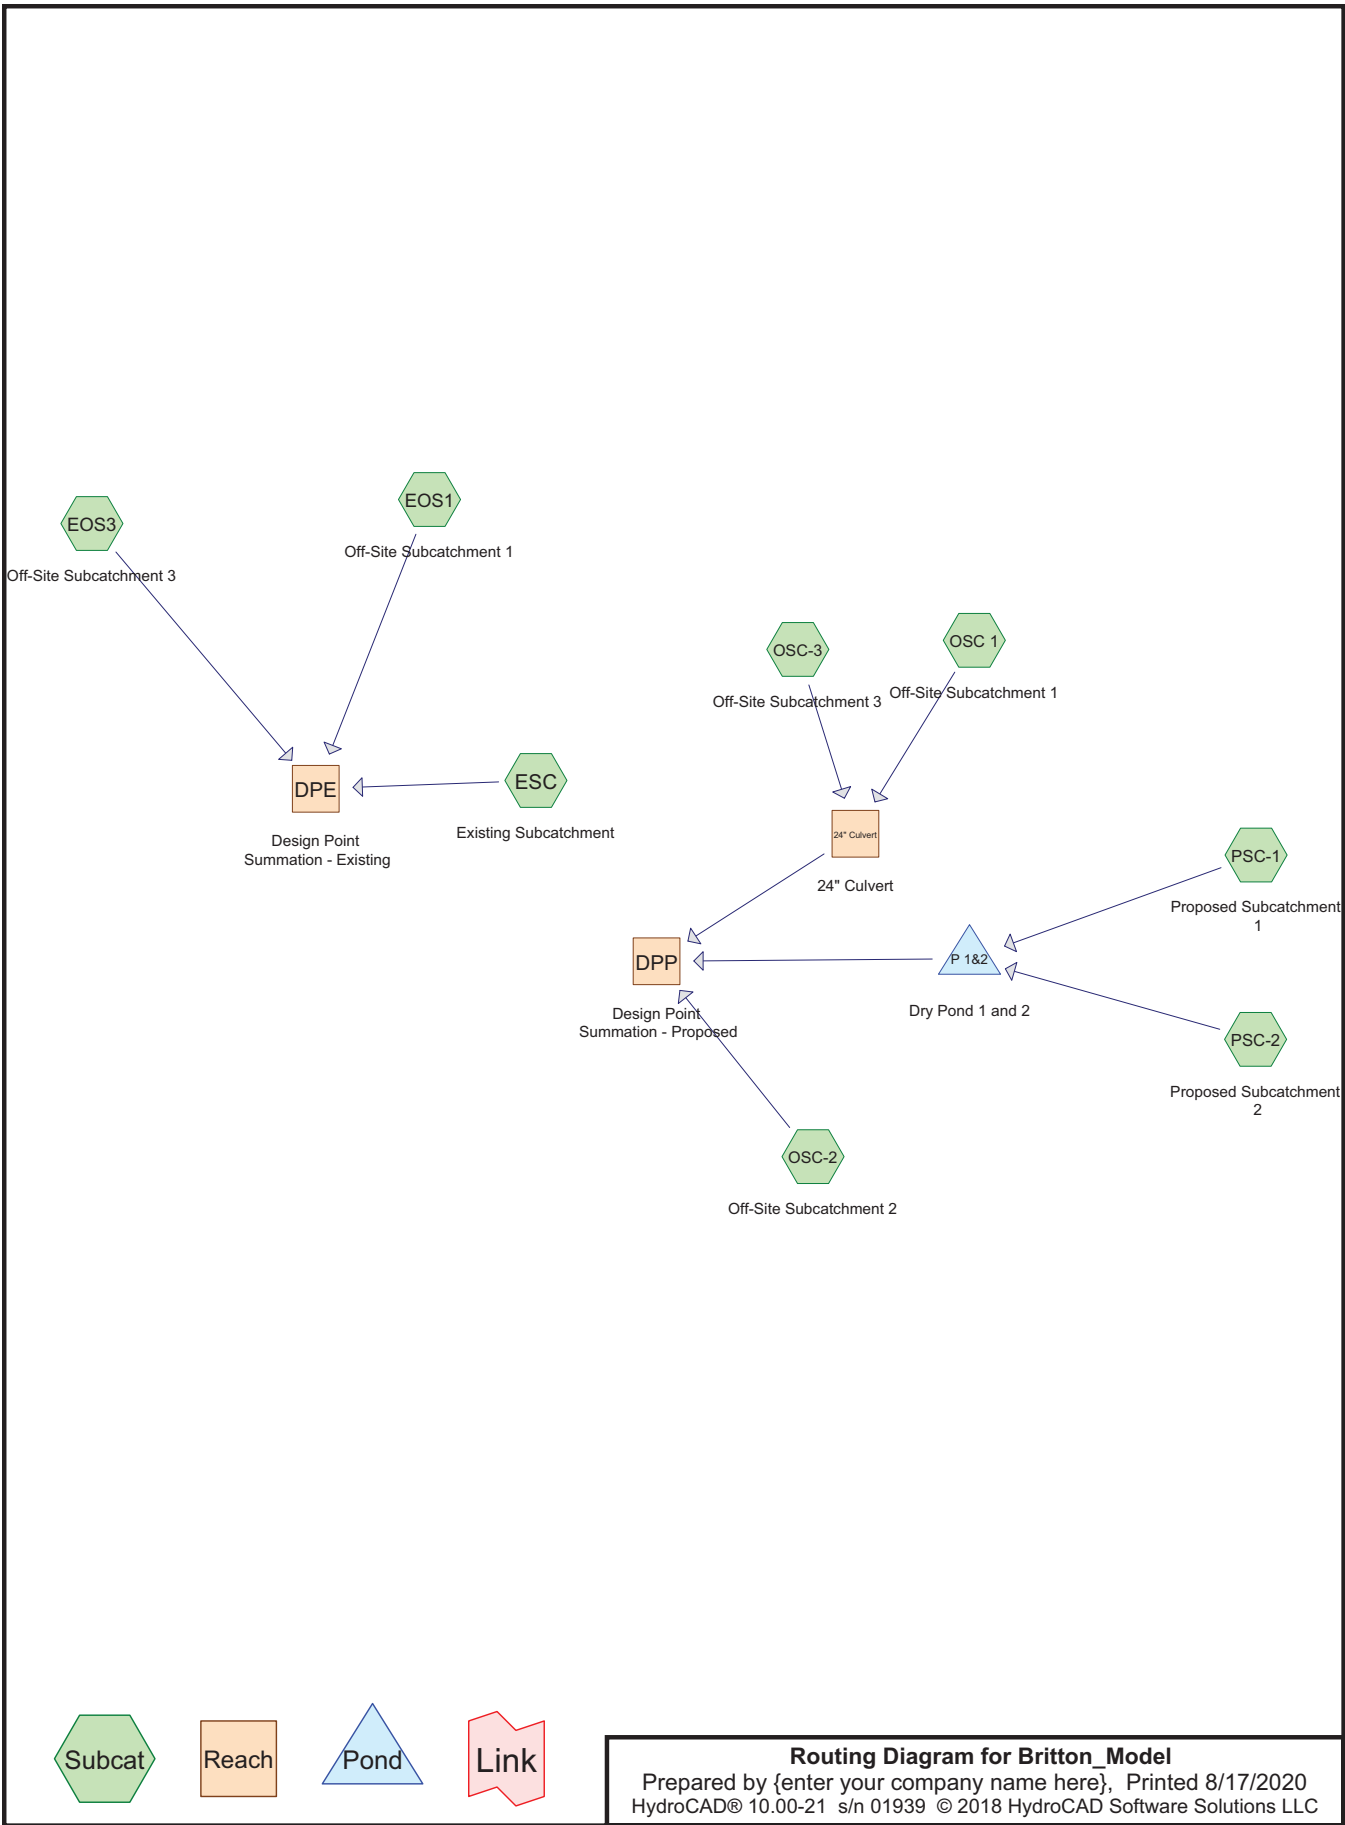 EOS1
Off-Site Subcatchment 1
EOS3
Off-Site Subcatchment 3
OSC-3
Off-Site Subcatchment 3
OSC 1
Off-Site Subcatchment 1
DPE
Design Point
Summation - Existing
ESC
Existing Subcatchment
24" Culvert
24" Culvert
PSC-1
Proposed Subcatchment
1
DPP
Design Point
Summation - Proposed
P 1&2
Dry Pond 1 and 2
PSC-2
Proposed Subcatchment
2
OSC-2
Off-Site Subcatchment 2
Subcat
Reach
Pond
Link
Routing Diagram for Britton_Model
Prepared by {enter your company name here}, Printed 8/17/2020
HydroCAD® 10.00-21 s/n 01939 © 2018 HydroCAD Software Solutions LLC